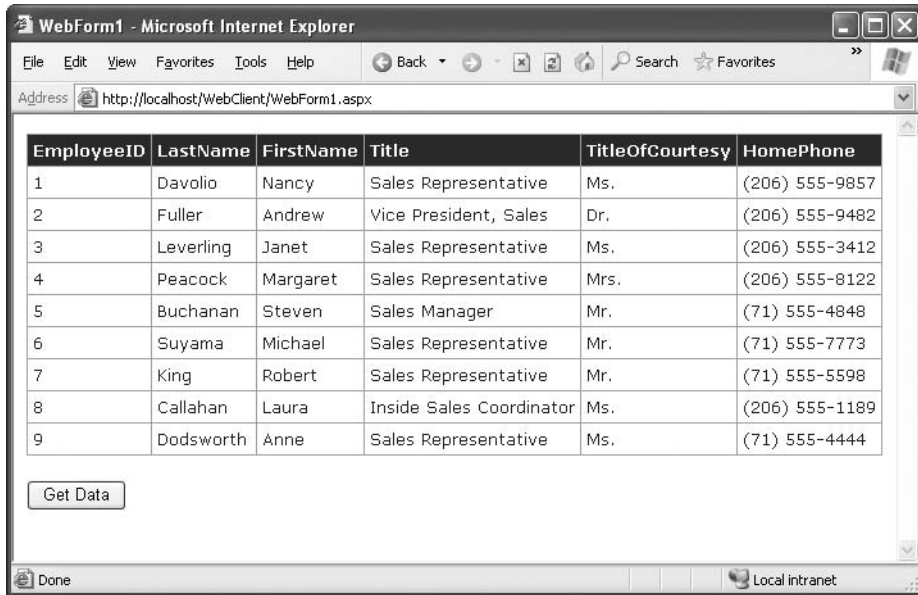 WebForm1 - Microsoft Internet Explorer
File Edit View Favorites Tools Help Back Search Favorites »
Address http://localhost/WebClient/WebForm1.aspx
EmployeeID LastName FirstName Title TitleOfCourtesy HomePhone
1 Davolio Nancy Sales Representative Ms. (206) 555-9857
2 Fuller Andrew Vice President, Sales Dr. (206) 555-9482
3 Leverling Janet Sales Representative Ms. (206) 555-3412
4 Peacock Margaret Sales Representative Mrs. (206) 555-8122
5 Buchanan Steven Sales Manager Mr. (71) 555-4848
6 Suyama Michael Sales Representative Mr. (71) 555-7773
7 King Robert Sales Representative Mr. (71) 555-5598
8 Callahan Laura Inside Sales Coordinator Ms. (206) 555-1189
9 Dodsworth Anne Sales Representative Ms. (71) 555-4444
Get Data
Done Local intranet